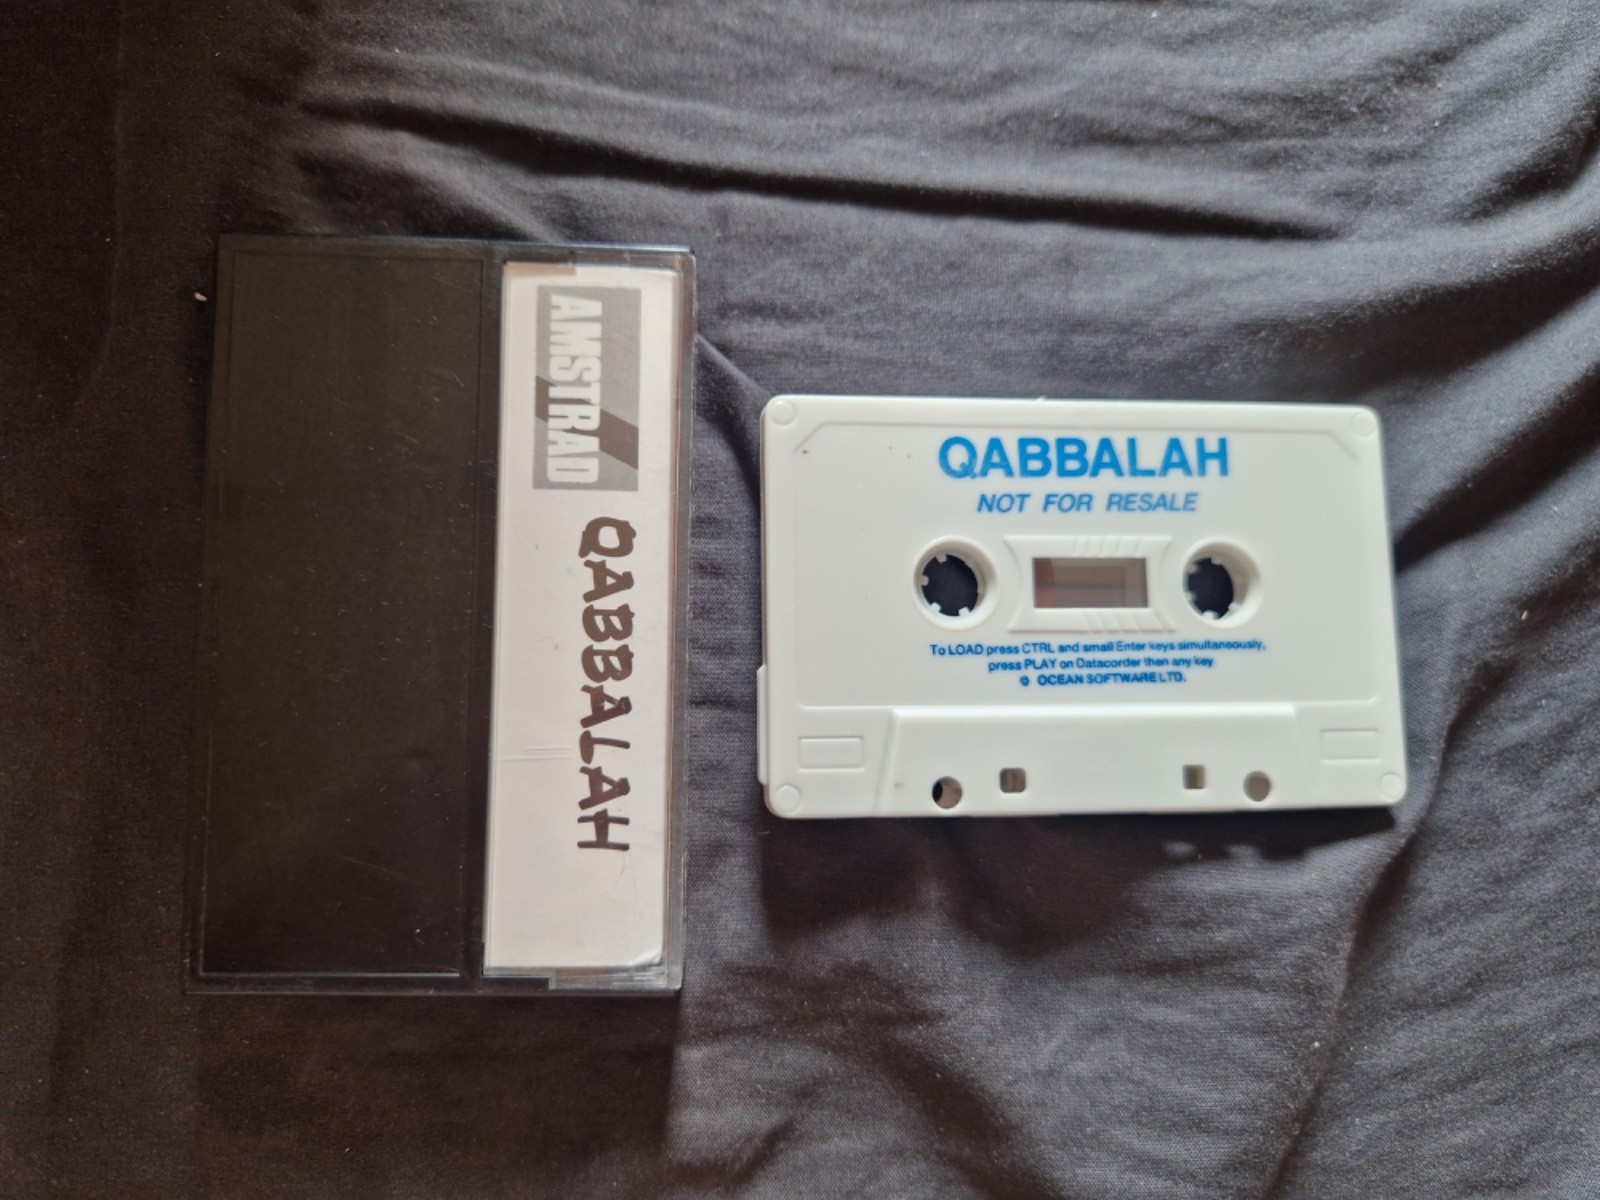 AMSTRAD
QABBALAH
QABBALAH
NOT FOR RESALE
To LOAD press CTRL and small Enter keys simultaneously,
press PLAY on Datacorder then any key
© OCEAN SOFTWARE LTD.